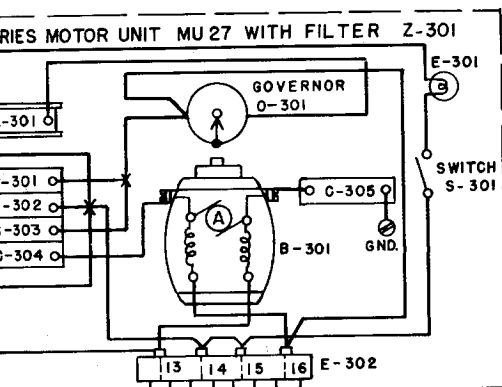 RIES MOTOR UNIT MU 27 WITH FILTER Z-301
E-301
GOVERNOR
O-301
-301
-301
-302
-303
-304
C-305
SWITCH
S-301
A
GND.
B-301
13 14 15 16
E-302